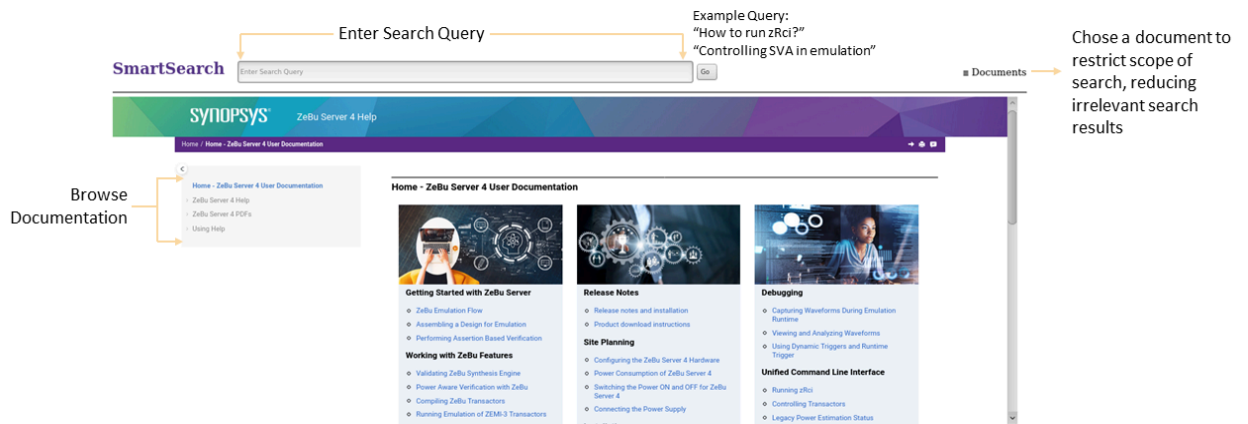 Enter Search Query
Example Query:
“How to run zRci?”
“Controlling SVA in emulation”
Chose a document to
restrict scope of
search, reducing
irrelevant search
results
SmartSearch
Enter Search Query
Go
Documents
SYNOPSYS
ZeBu Server 4 Help
Home / Home - ZeBu Server 4 User Documentation
Browse
Documentation
Home - ZeBu Server 4 User Documentation
ZeBu Server 4 Help
ZeBu Server 4 PDFs
Using Help
Home - ZeBu Server 4 User Documentation
Getting Started with ZeBu Server
ZeBu Emulation Flow
Assembling a Design for Emulation
Performing Assertion Based Verification
Working with ZeBu Features
Validating ZeBu Synthesis Engine
Power Aware Verification with ZeBu
Compiling ZeBu Transactors
Running Emulation of ZEMI-3 Transactors
Release Notes
Release notes and installation
Product download instructions
Site Planning
Configuring the ZeBu Server 4 Hardware
Power Consumption of ZeBu Server 4
Switching the Power ON and OFF for ZeBu
Server 4
Connecting the Power Supply
Debugging
Capturing Waveforms During Emulation
Runtime
Viewing and Analyzing Waveforms
Using Dynamic Triggers and Runtime
Trigger
Unified Command Line Interface
Running zRci
Controlling Transactors
Legacy Power Estimation Status